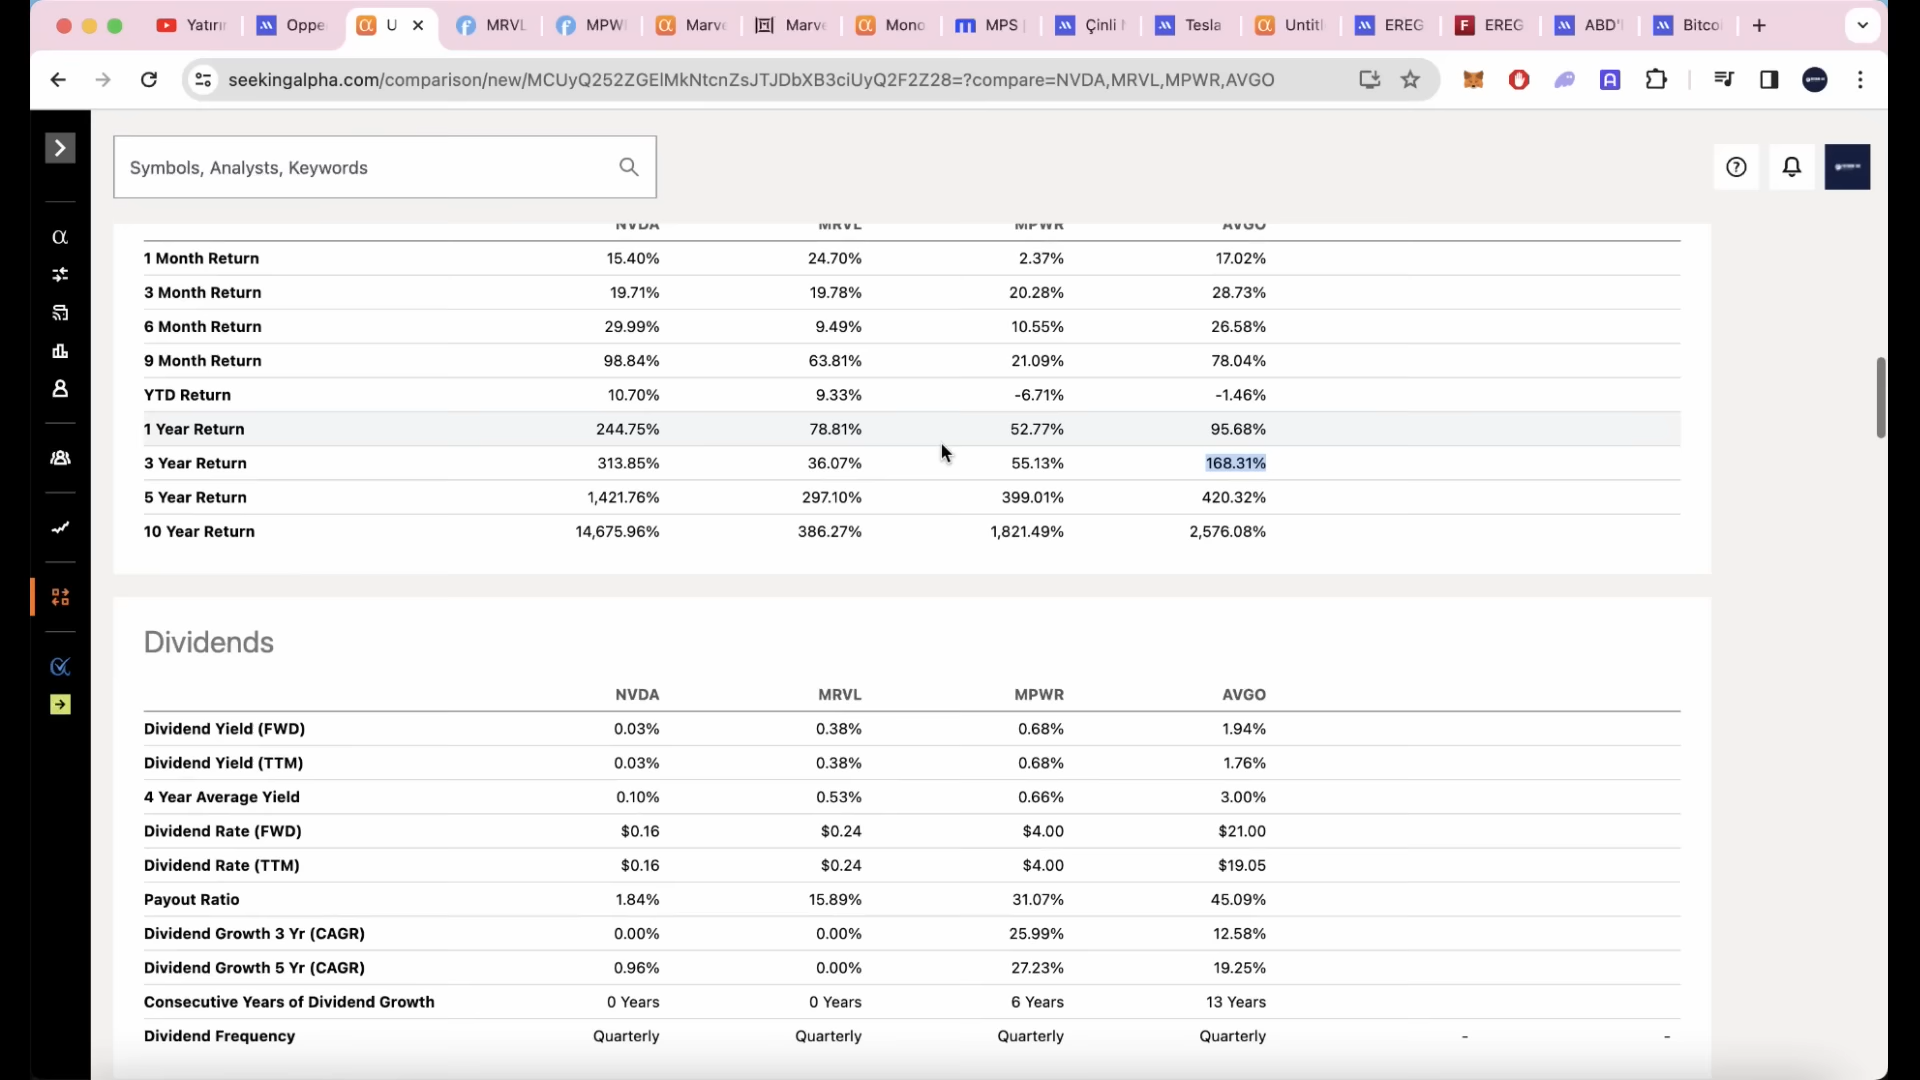 Yatırır
Oppe
U
MRVL
MPW
Marv
Marv
Mono
MPS
Çinli
Tesla
Untitl
EREG
EREG
ABD'
Bitco
seekingalpha.com/comparison/new/MCUyQ252ZGElMkNtcnZsJTJDbXB3ciUyQ2F2Z28=?compare=NVDA,MRVL,MPWR,AVGO
Symbols, Analysts, Keywords
NVDA MRVL MPWR AVGO
1 Month Return 15.40% 24.70% 2.37% 17.02%
3 Month Return 19.71% 19.78% 20.28% 28.73%
6 Month Return 29.99% 9.49% 10.55% 26.58%
9 Month Return 98.84% 63.81% 21.09% 78.04%
YTD Return 10.70% 9.33% -6.71% -1.46%
1 Year Return 244.75% 78.81% 52.77% 95.68%
3 Year Return 313.85% 36.07% 55.13% 168.31%
5 Year Return 1,421.76% 297.10% 399.01% 420.32%
10 Year Return 14,675.96% 386.27% 1,821.49% 2,576.08%
Dividends
NVDA MRVL MPWR AVGO
Dividend Yield (FWD) 0.03% 0.38% 0.68% 1.94%
Dividend Yield (TTM) 0.03% 0.38% 0.68% 1.76%
4 Year Average Yield 0.10% 0.53% 0.66% 3.00%
Dividend Rate (FWD) $0.16 $0.24 $4.00 $21.00
Dividend Rate (TTM) $0.16 $0.24 $4.00 $19.05
Payout Ratio 1.84% 15.89% 31.07% 45.09%
Dividend Growth 3 Yr (CAGR) 0.00% 0.00% 25.99% 12.58%
Dividend Growth 5 Yr (CAGR) 0.96% 0.00% 27.23% 19.25%
Consecutive Years of Dividend Growth 0 Years 0 Years 6 Years 13 Years
Dividend Frequency Quarterly Quarterly Quarterly Quarterly - -